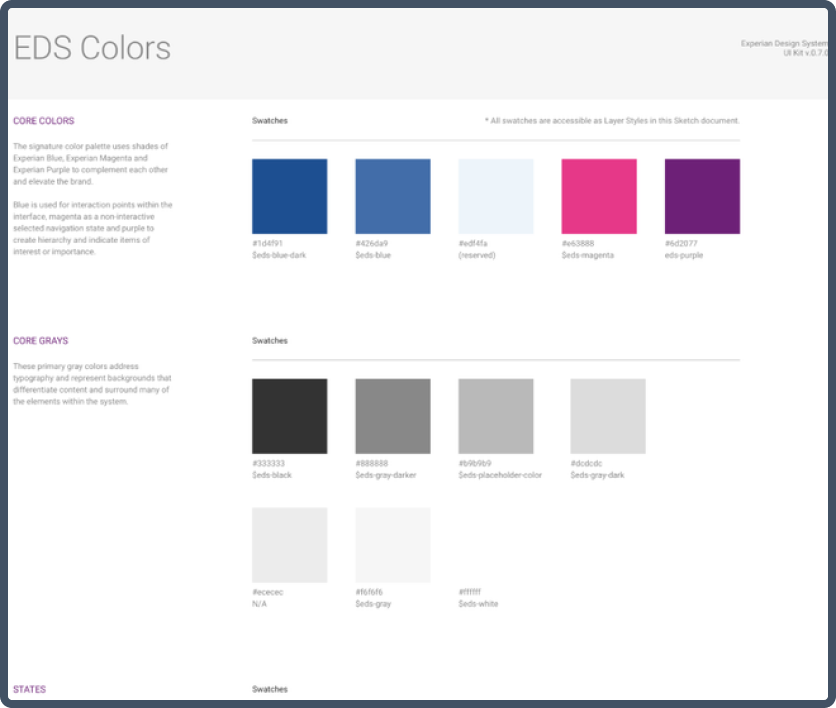 EDS Colors
Experian Design System
UI Kit v.0.7.0
CORE COLORS
Swatches
* All swatches are accessible as Layer Styles in this Sketch document.
The signature color palette uses shades of
Experian Blue, Experian Magenta and
Experian Purple to complement each other
and elevate the brand.
Blue is used for interaction points within the
interface, magenta as a non-interactive
selected navigation state and purple to
create hierarchy and indicate items of
interest or importance.
#1d4f91
$eds-blue-dark
#426da9
$eds-blue
#edf4fa
(reserved)
#e63888
$eds-magenta
#6d2077
eds-purple
CORE GRAYS
Swatches
These primary gray colors address
typography and represent backgrounds that
differentiate content and surround many of
the elements within the system.
#333333
$eds-black
#888888
$eds-gray-darker
#b9b9b9
$eds-placeholder-color
#dcdcdc
$eds-gray-dark
#ececec
N/A
#f6f6f6
$eds-gray
#ffffff
$eds-white
STATES
Swatches